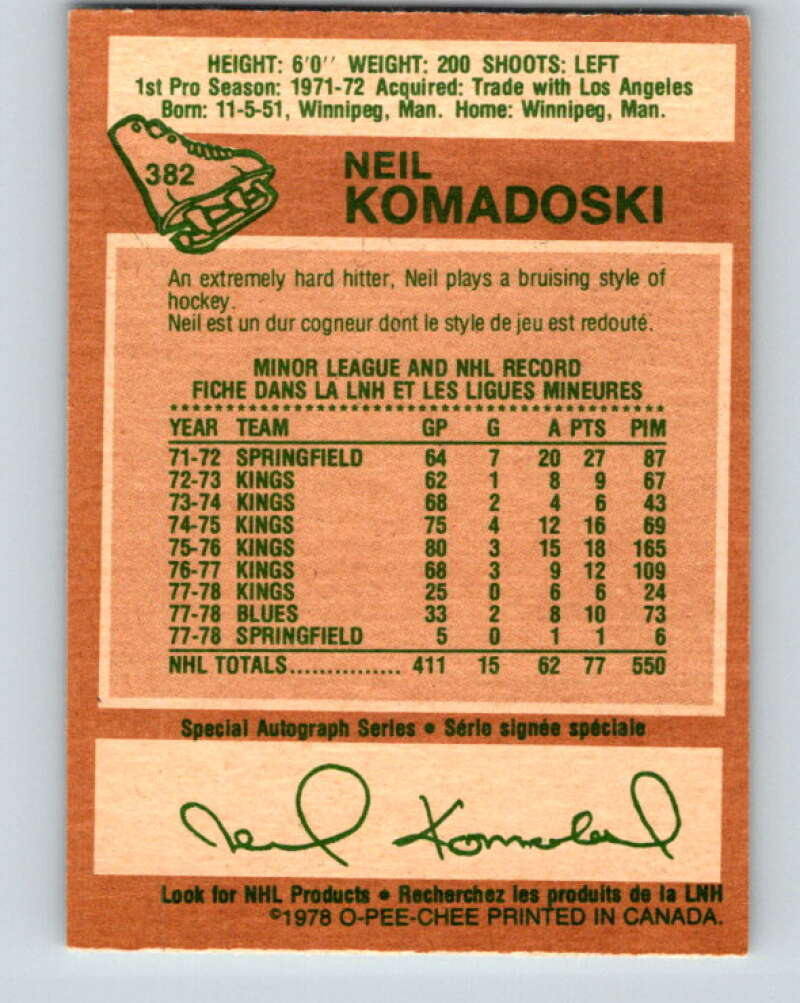 HEIGHT: 6'0'' WEIGHT: 200 SHOOTS: LEFT
1st Pro Season: 1971-72 Acquired: Trade with Los Angeles
Born: 11-5-51, Winnipeg, Man. Home: Winnipeg, Man.
382
NEIL
KOMADOSKI
An extremely hard hitter, Neil plays a bruising style of
hockey.
Neil est un dur cogneur dont le style de jeu est redouté.
MINOR LEAGUE AND NHL RECORD
FICHE DANS LA LNH ET LES LIGUES MINEURES
YEAR TEAM GP G A PTS PIM
71-72 SPRINGFIELD 64 7 20 27 87
72-73 KINGS 62 1 8 9 67
73-74 KINGS 68 2 4 6 43
74-75 KINGS 75 4 12 16 69
75-76 KINGS 80 3 15 18 165
76-77 KINGS 68 3 9 12 109
77-78 KINGS 25 0 6 6 24
77-78 BLUES 33 2 8 10 73
77-78 SPRINGFIELD 5 0 1 1 6
NHL TOTALS............... 411 15 62 77 550
Special Autograph Series • Série signée spéciale
Neil Komadoski
Look for NHL Products • Recherchez les produits de la LNH
©1978 O-PEE-CHEE PRINTED IN CANADA.